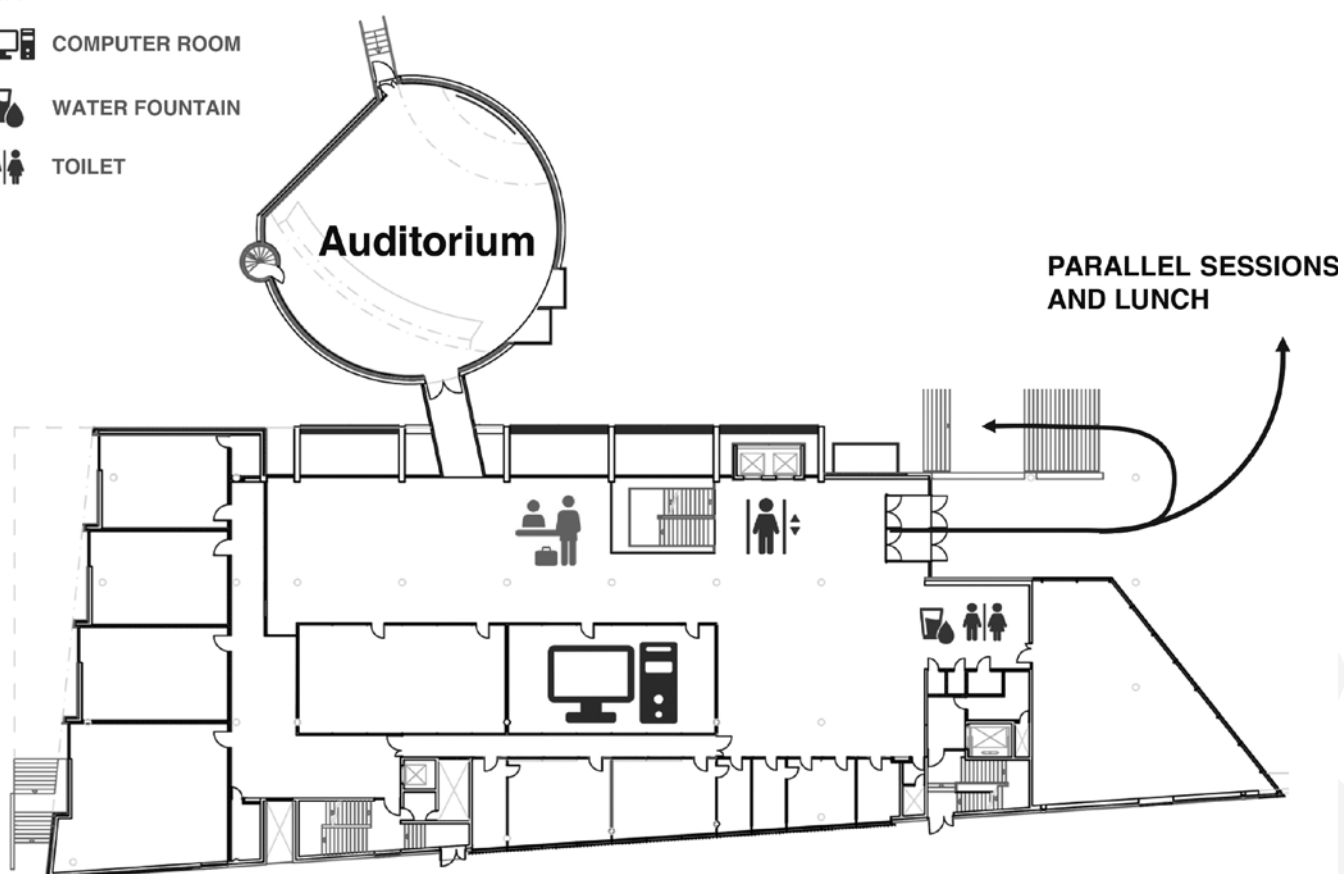 COMPUTER ROOM
WATER FOUNTAIN
TOILET
Auditorium
PARALLEL SESSIONS
AND LUNCH